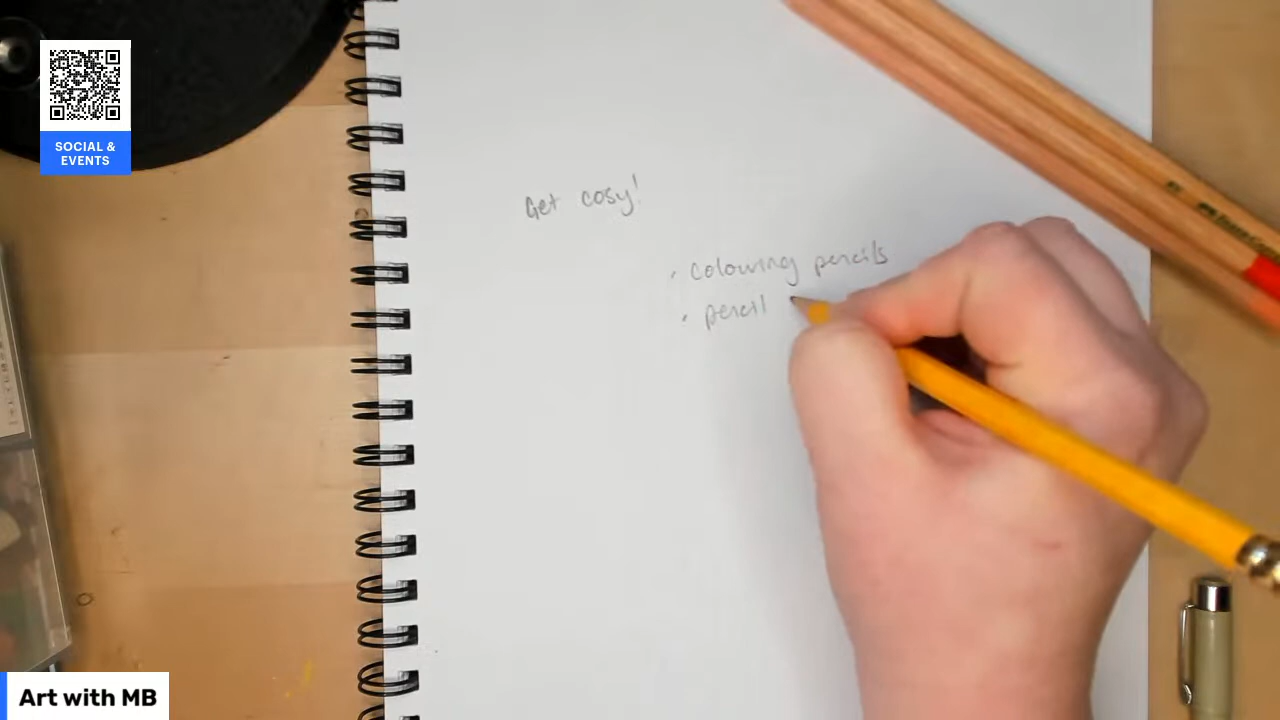 SOCIAL &
EVENTS
Get cosy!
· Colouring pencils
· pencil
Art with MB